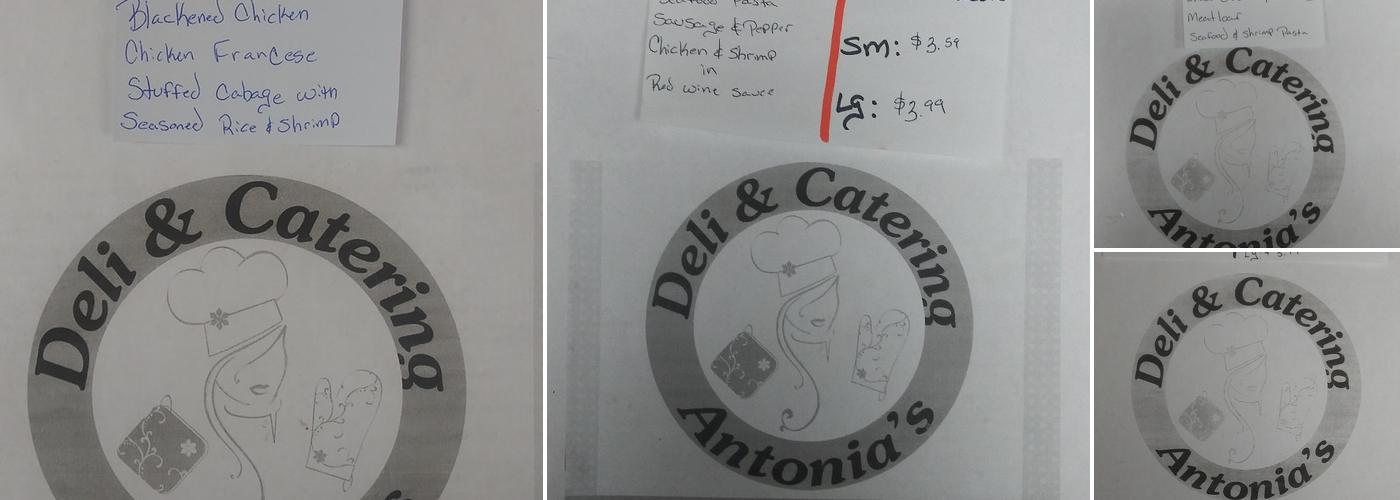 Blackened Chicken
Chicken Francese
Stuffed Cabage with
Seasoned Rice & Shrimp
Deli & Catering
Seafood Pasta
Sausage & Pepper
Chicken & Shrimp
in
Red wine sauce
Sm: $3.59
Lg: $3.99
Deli & Catering
Antonia's
Meatloaf
Seafood & Shrimp Pasta
Deli & Catering
Antonia's
Deli & Catering
Antonia's